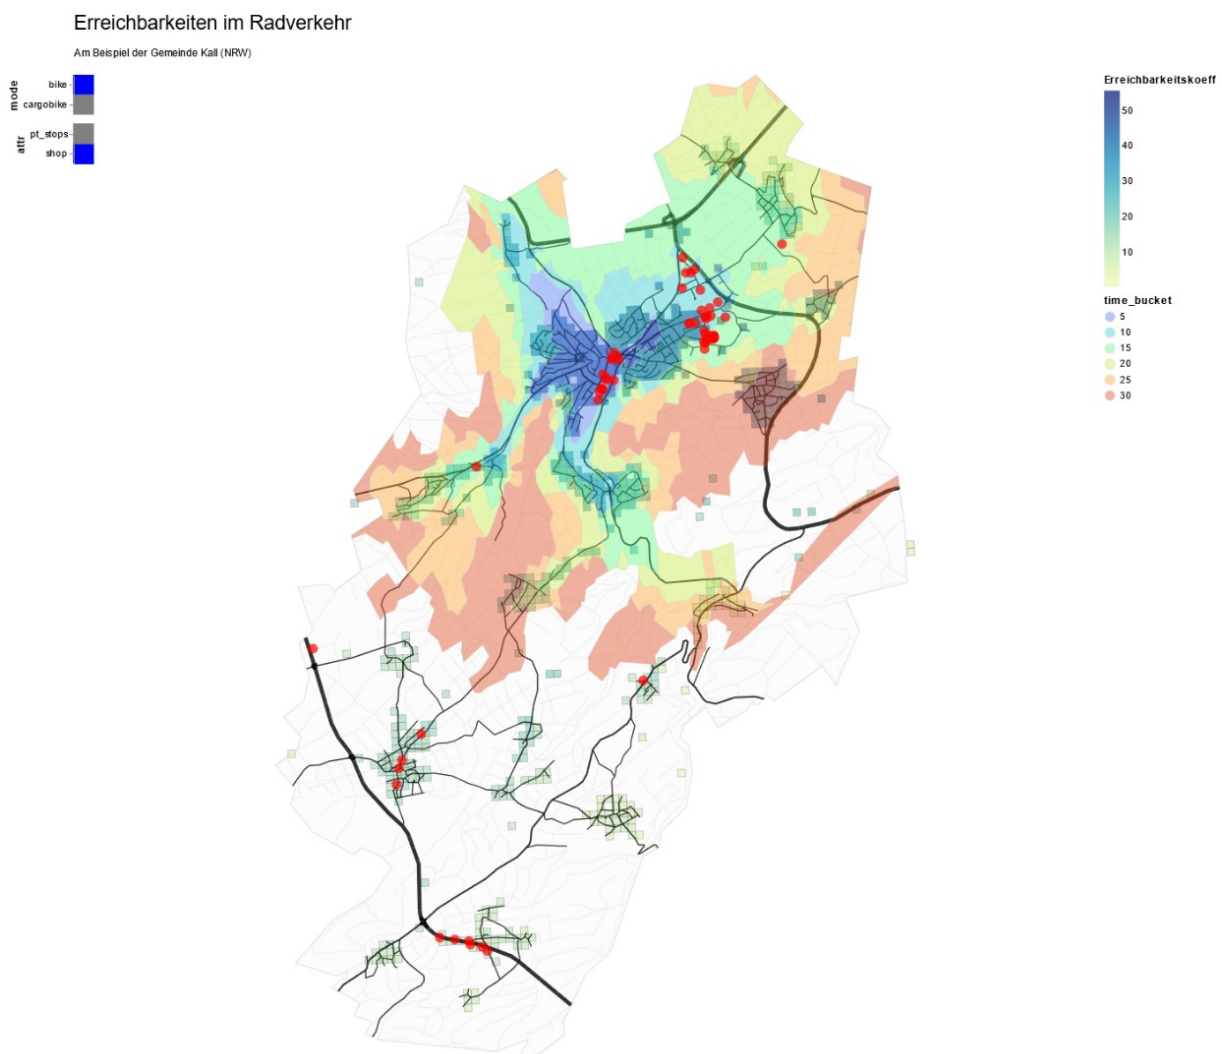 Erreichbarkeiten im Radverkehr
Am Beispiel der Gemeinde Kall (NRW)
mode
bike
cargobike
attr
pt_stops
shop
Erreichbarkeitskoeff
50
40
30
20
10
time_bucket
5
10
15
20
25
30